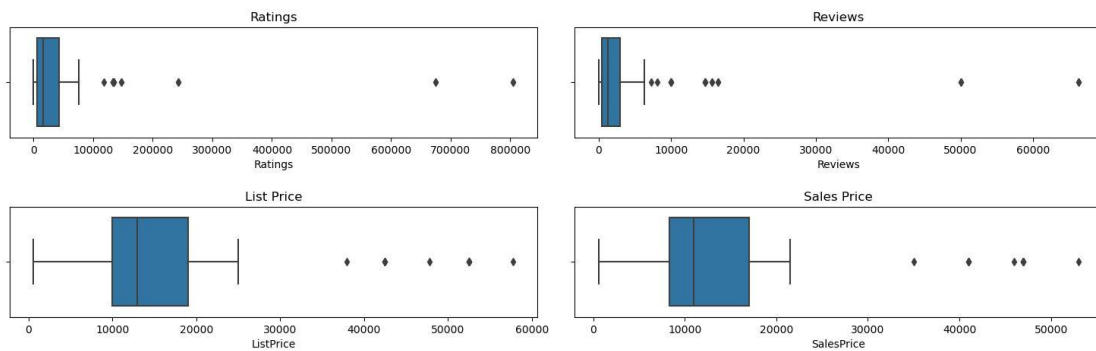 Ratings
0 100000 200000 300000 400000 500000 600000 700000 800000
Ratings
Reviews
0 10000 20000 30000 40000 50000 60000
Reviews
List Price
0 10000 20000 30000 40000 50000 60000
ListPrice
Sales Price
0 10000 20000 30000 40000 50000
SalesPrice